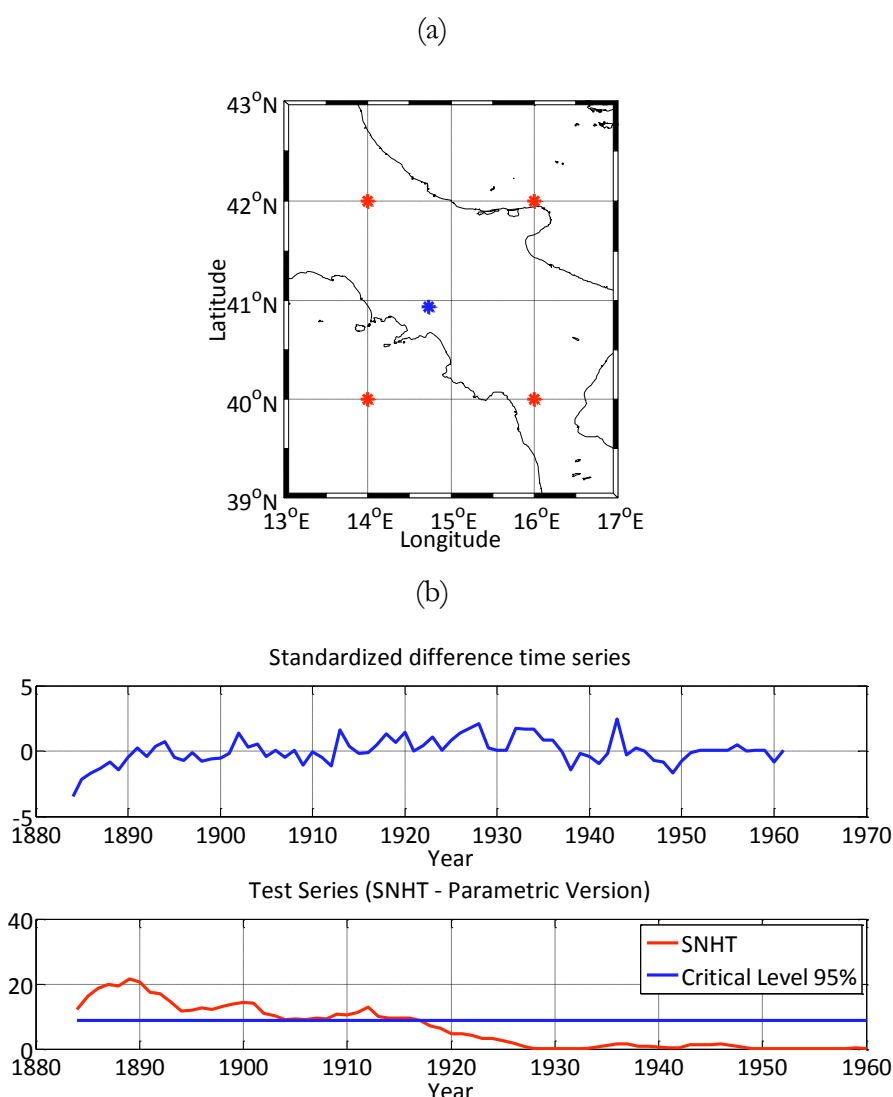 (a)
43°N
42°N
41°N
40°N
39°N
Latitude
13°E 14°E 15°E 16°E 17°E
Longitude
(b)
Standardized difference time series
5
0
-5
1880 1890 1900 1910 1920 1930 1940 1950 1960 1970
Year
Test Series (SNHT - Parametric Version)
40
20
0
SNHT
Critical Level 95%
1880 1890 1900 1910 1920 1930 1940 1950 1960
Year